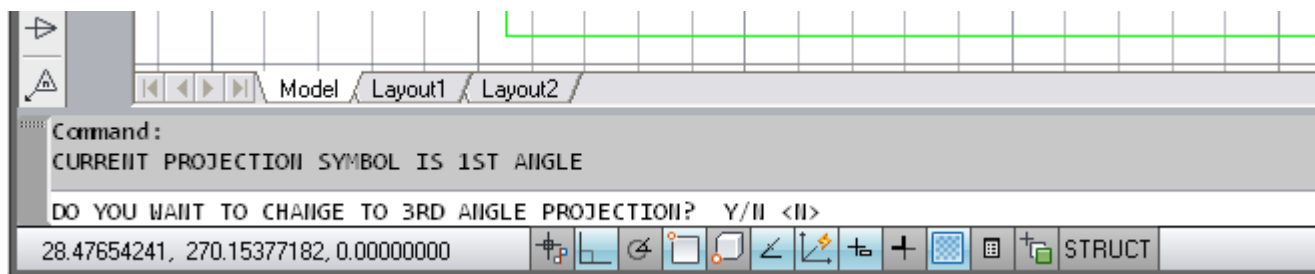 Model Layout1 Layout2
Command:
CURRENT PROJECTION SYMBOL IS 1ST ANGLE
DO YOU WANT TO CHANGE TO 3RD ANGLE PROJECTION? Y/N <N>
28.47654241, 270.15377182, 0.00000000 STRUCT